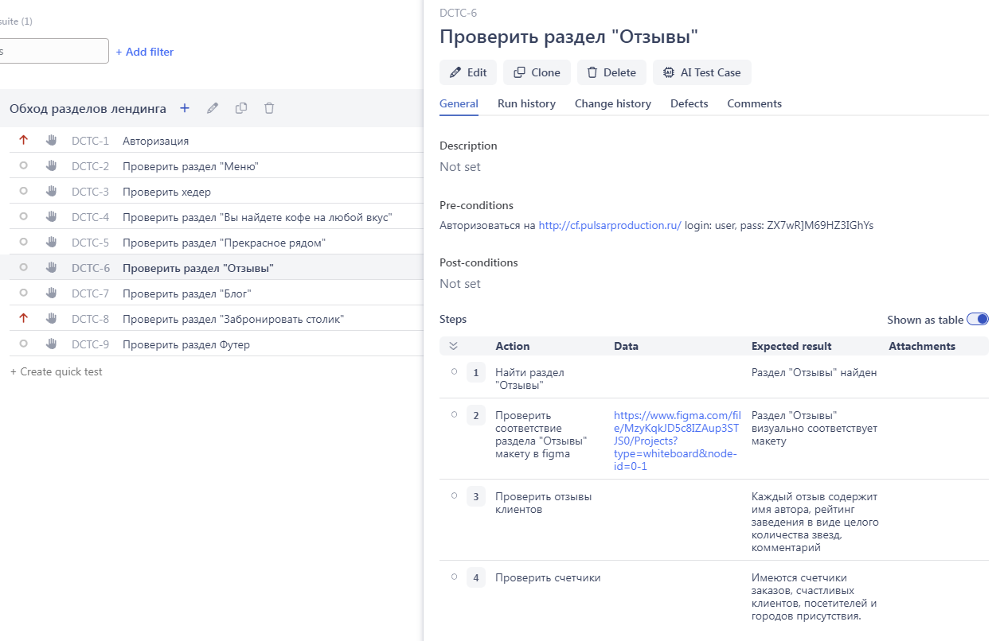 suite (1)
s
+ Add filter
Обход разделов лендинга
DCTC-1 Авторизация
DCTC-2 Проверить раздел "Меню"
DCTC-3 Проверить хедер
DCTC-4 Проверить раздел "Вы найдете кофе на любой вкус"
DCTC-5 Проверить раздел "Прекрасное рядом"
DCTC-6 Проверить раздел "Отзывы"
DCTC-7 Проверить раздел "Блог"
DCTC-8 Проверить раздел "Забронировать столик"
DCTC-9 Проверить раздел Футер
+ Create quick test
DCTC-6
Проверить раздел "Отзывы"
Edit Clone Delete AI Test Case
General Run history Change history Defects Comments
Description
Not set
Pre-conditions
Авторизоваться на http://cf.pulsarproduction.ru/ login: user, pass: ZX7wRJM69HZ3IGhYs
Post-conditions
Not set
Steps
Shown as table
Action Data Expected result Attachments
1
Найти раздел
"Отзывы"
Раздел "Отзывы" найден
2
Проверить
соответствие
раздела "Отзывы"
макету в figma
https://www.figma.com/fil
e/MzyKqkJD5c8IZAup3ST
JS0/Projects?
type=whiteboard&node-
id=0-1
Раздел "Отзывы"
визуально соответствует
макету
3
Проверить отзывы
клиентов
Каждый отзыв содержит
имя автора, рейтинг
заведения в виде целого
количества звезд,
комментарий
4
Проверить счетчики
Имеются счетчики
заказов, счастливых
клиентов, посетителей и
городов присутствия.